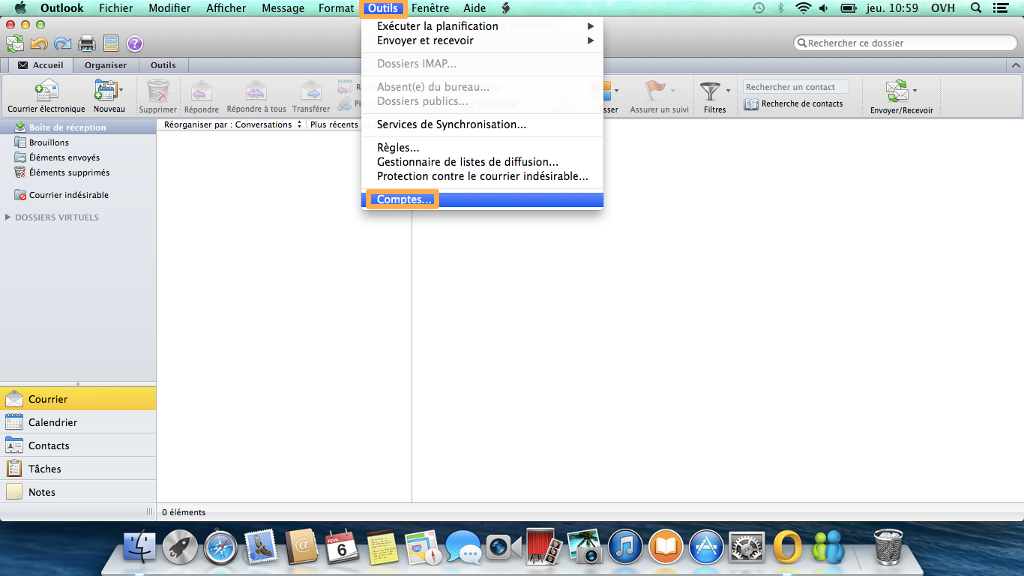 Outlook Fichier Modifier Afficher Message Format Outils Fenêtre Aide jeu. 10:59 OVH
Rechercher ce dossier
Accueil Organiser Outils
Courrier électronique Nouveau Supprimer Répondre Répondre à tous Transférer Assurer un suivi Filtres Rechercher un contact Rechercher de contacts Envoyer/Recevoir
Exécuter la planification
Envoyer et recevoir
Dossiers IMAP...
Absent(e) du bureau...
Dossiers publics...
Services de Synchronisation...
Règles...
Gestionnaire de listes de diffusion...
Protection contre le courrier indésirable...
Comptes...
Boîte de réception
Brouillons
Éléments envoyés
Éléments supprimés
Courrier indésirable
DOSSIERS VIRTUELS
Réorganiser par : Conversations Plus récents
Courrier
Calendrier
Contacts
Tâches
Notes
0 éléments
6